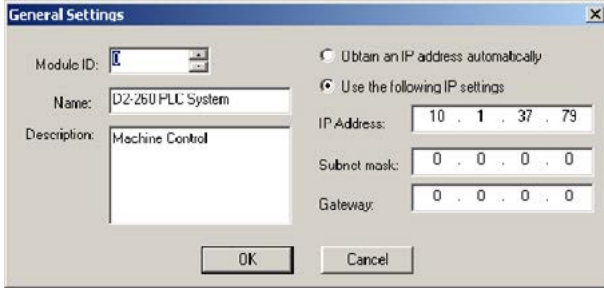 General Settings
Module ID: 0
Name: D2-260 PLC System
Description: Machine Control
Obtain an IP address automatically
Use the following IP settings
IP Address: 10 . 1 . 37 . 79
Subnet mask: 0 . 0 . 0 . 0
Gateway: 0 . 0 . 0 . 0
OK Cancel